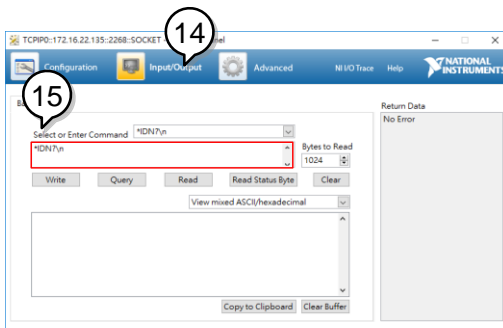 TCPIP0::172.16.22.135::2268::SOCKET - nel
14
Configuration Input/Output Advanced NI I/O Trace Help NATIONAL INSTRUMENTS
15
Ba
Return Data
No Error
Select or Enter Command *IDN?\n
*IDN?\n
Bytes to Read
1024
Write Query Read Read Status Byte Clear
View mixed ASCII/hexadecimal
Copy to Clipboard Clear Buffer